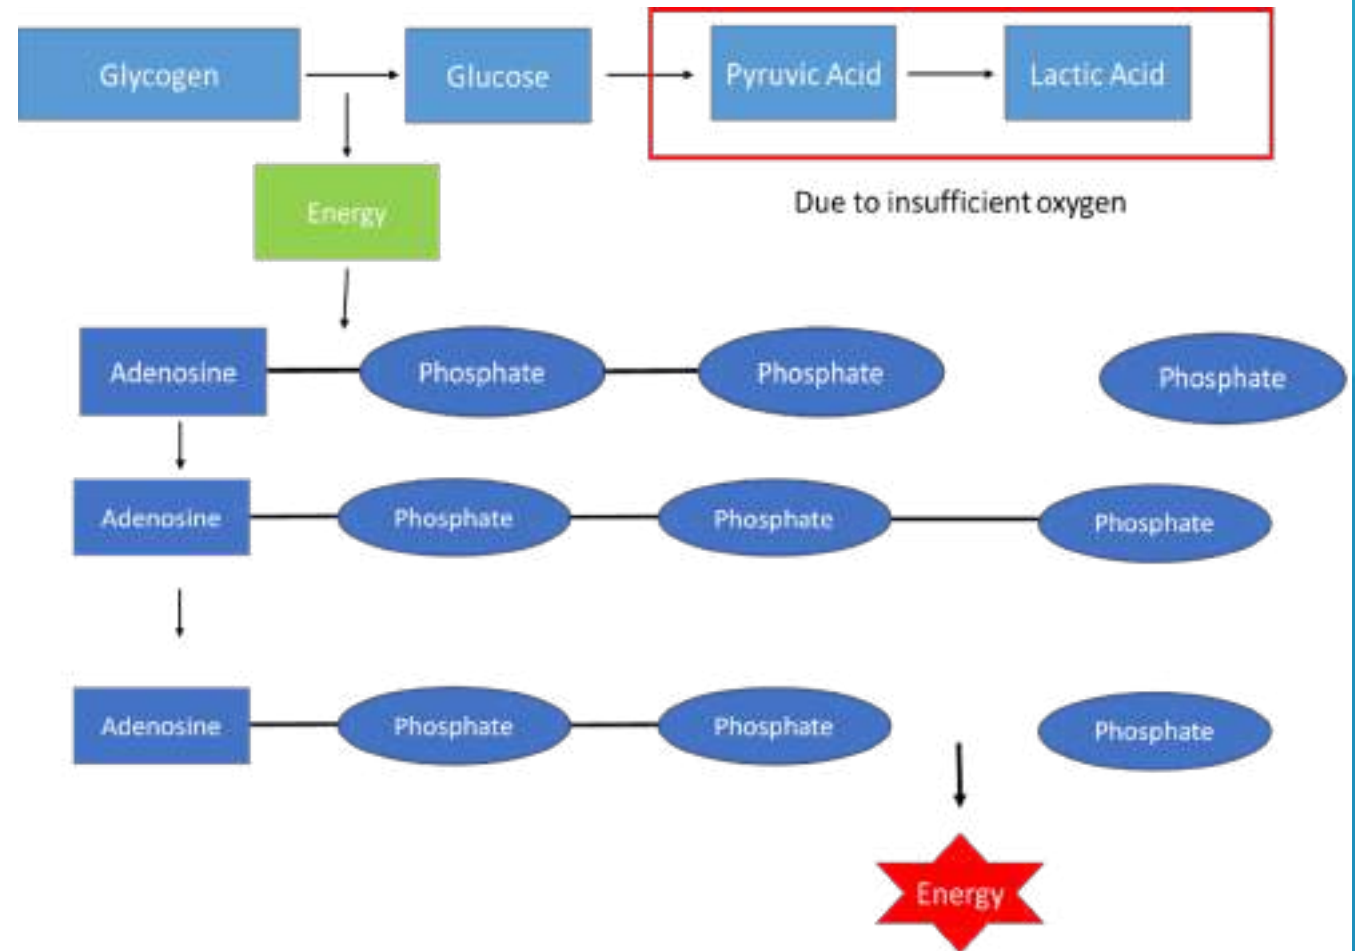 Glycogen
Glucose
Pyruvic Acid
Lactic Acid
Energy
Due to insufficient oxygen
Adenosine
Phosphate
Phosphate
Phosphate
Adenosine
Phosphate
Phosphate
Phosphate
Adenosine
Phosphate
Phosphate
Phosphate
Energy